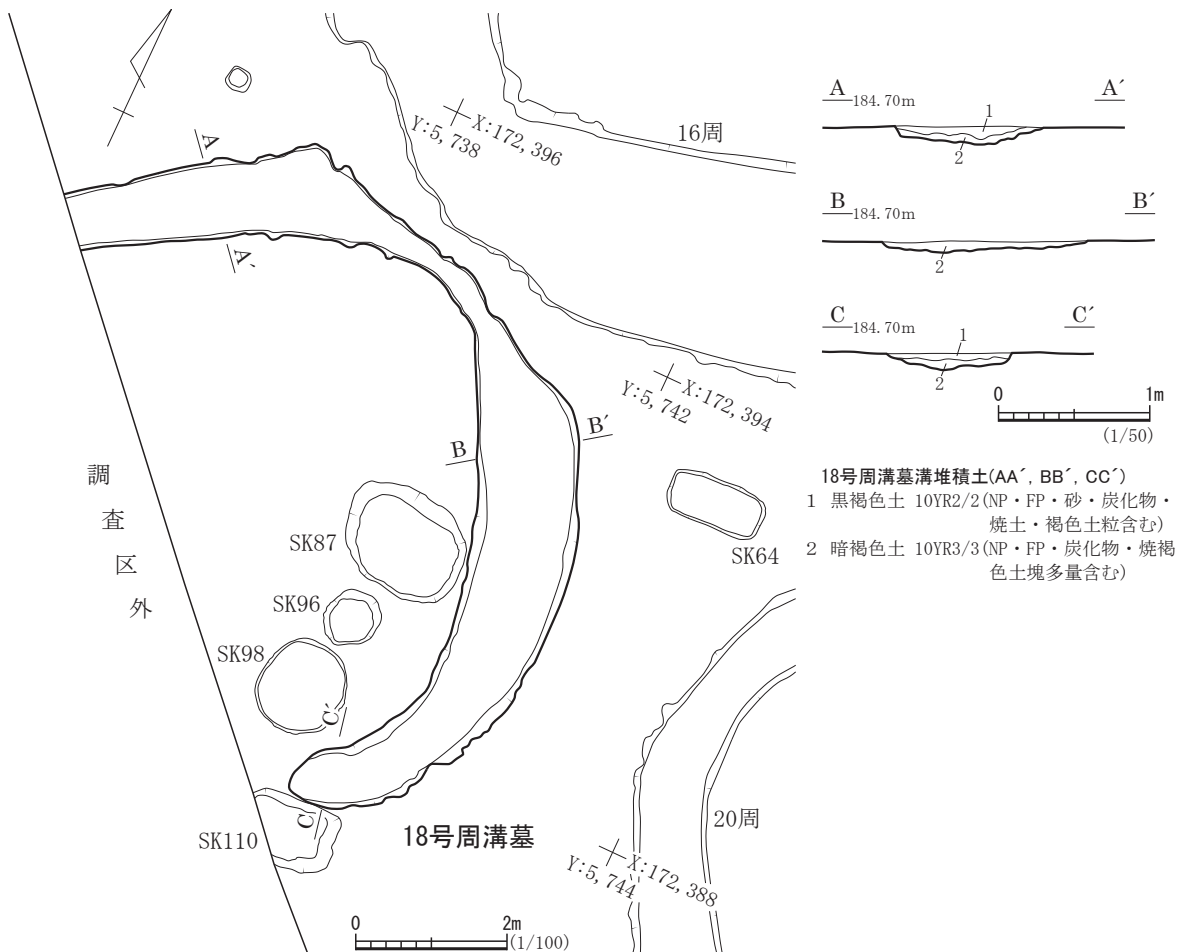 A
A´
X:172,396
Y:5,738
16周
X:172,394
Y:5,742
B
B´
調
査
区
外
SK87
SK96
SK98
SK64
C´
C
SK110
18号周溝墓
20周
X:172,388
Y:5,744
0 2m
(1/100)
A 184.70m A´
1
2
B 184.70m B´
2
C 184.70m C´
1
2
0 1m
(1/50)
18号周溝墓溝堆積土(AA´, BB´, CC´)
1 黒褐色土 10YR2/2(NP・FP・砂・炭化物・
焼土・褐色土粒含む)
2 暗褐色土 10YR3/3(NP・FP・炭化物・焼褐
色土塊多量含む)